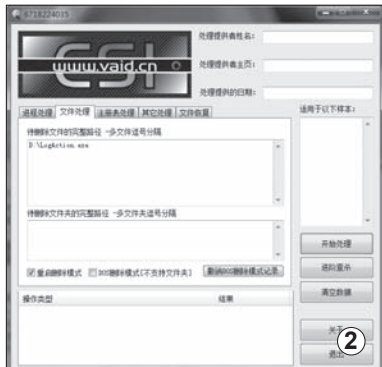 6718224035
处理提供者姓名:
CSI
www.vaid.cn
处理提供者主页:
处理提供的日期:
进程处理 文件处理 注册表处理 其它处理 文件恢复
适用于以下样本:
待删除文件的完整路径 -多文件逗号分隔
D:\LogAction.exe
待删除文件夹的完整路径 -多文件夹逗号分隔
开始处理
重启删除模式 DOS删除模式[不支持文件夹] 撤消DOS删除模式记录
清空数据
操作类型 结果
关于
②
退出